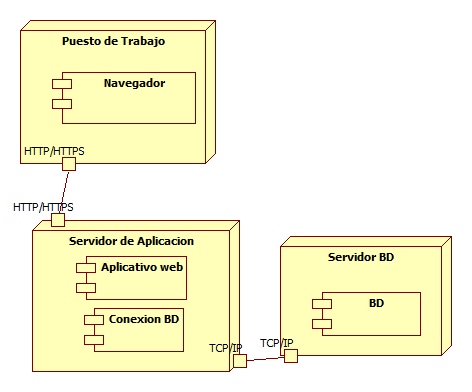 Puesto de Trabajo
Navegador
HTTP/HTTPS
HTTP/HTTPS
Servidor de Aplicacion
Aplicativo web
Conexion BD
TCP/IP
Servidor BD
BD
TCP/IP